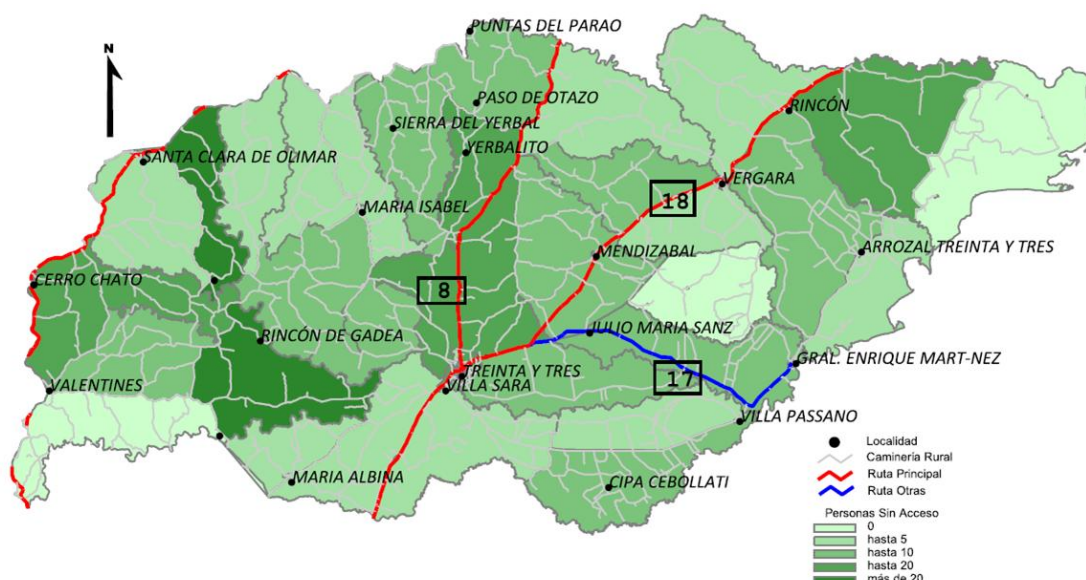 PUNTAS DEL PARAO
N
PASO DE OTAZO
RINCÓN
SIERRA DEL YERBAL
YERBALITO
SANTA CLARA DE OLIMAR
VERGARA
18
MARIA ISABEL
MENDIZABAL
ARROZAL TREINTA Y TRES
CERRO CHATO
8
JULIO MARIA SANZ
RINCÓN DE GADEA
GRAL. ENRIQUE MART-NEZ
TREINTA Y TRES
17
VALENTINES
VILLA SARA
VILLA PASSANO
MARIA ALBINA
CIPA CEBOLLATI
Localidad
Caminería Rural
Ruta Principal
Ruta Otras
Personas Sin Acceso
0
hasta 5
hasta 10
hasta 20
más de 20